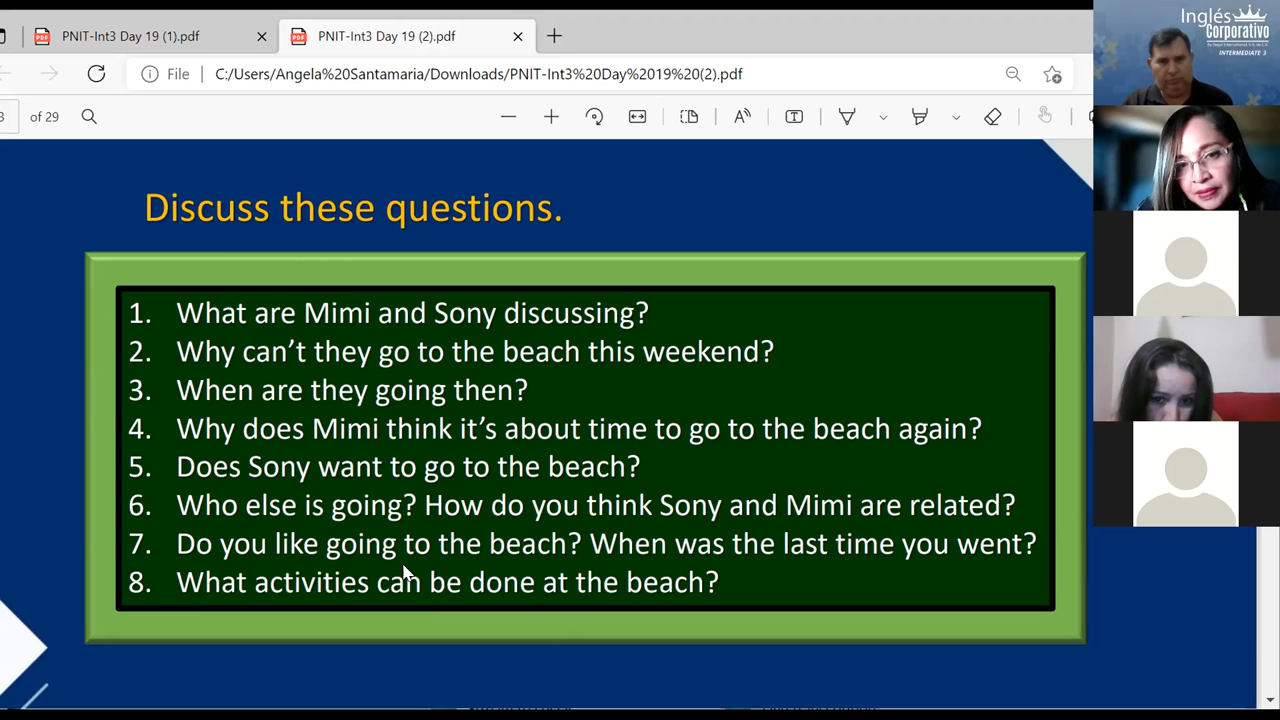 PNIT-Int3 Day 19 (1).pdf
PNIT-Int3 Day 19 (2).pdf
File
C:/Users/Angela%20Santamaria/Downloads/PNIT-Int3%20Day%2019%20(2).pdf
of 29
Inglés
Corporativo
INTERMEDIATE 3
Discuss these questions.
1. What are Mimi and Sony discussing?
2. Why can't they go to the beach this weekend?
3. When are they going then?
4. Why does Mimi think it's about time to go to the beach again?
5. Does Sony want to go to the beach?
6. Who else is going? How do you think Sony and Mimi are related?
7. Do you like going to the beach? When was the last time you went?
8. What activities can be done at the beach?